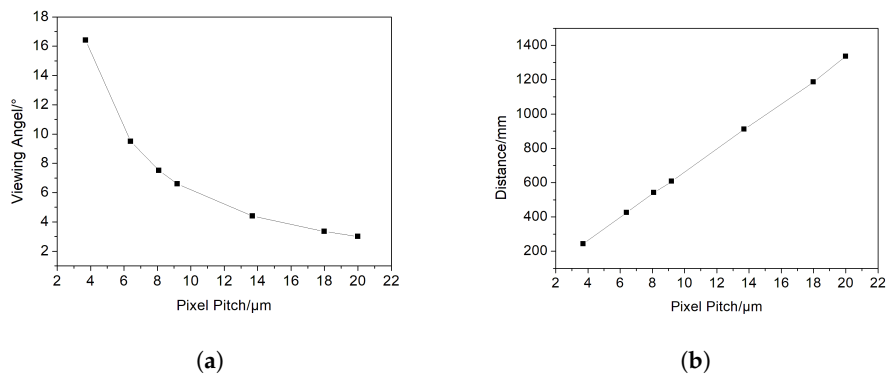 18
16
14
12
10
8
6
4
2
Viewing Angel/°
2 4 6 8 10 12 14 16 18 20 22
Pixel Pitch/μm
(a)
1400
1200
1000
800
600
400
200
Distance/mm
2 4 6 8 10 12 14 16 18 20 22
Pixel Pitch/μm
(b)